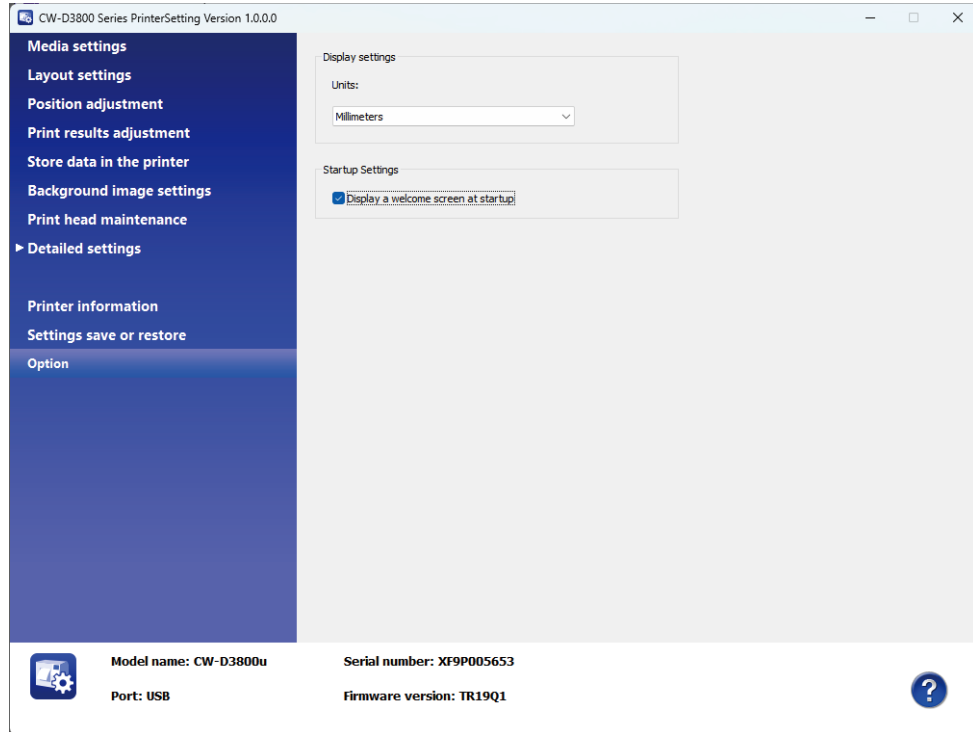 CW-D3800 Series PrinterSetting Version 1.0.0.0
Media settings
Layout settings
Position adjustment
Print results adjustment
Store data in the printer
Background image settings
Print head maintenance
Detailed settings
Printer information
Settings save or restore
Option
Display settings
Units:
Millimeters
Startup Settings
Display a welcome screen at startup
Model name: CW-D3800u
Serial number: XF9P005653
Port: USB
Firmware version: TR19Q1
?